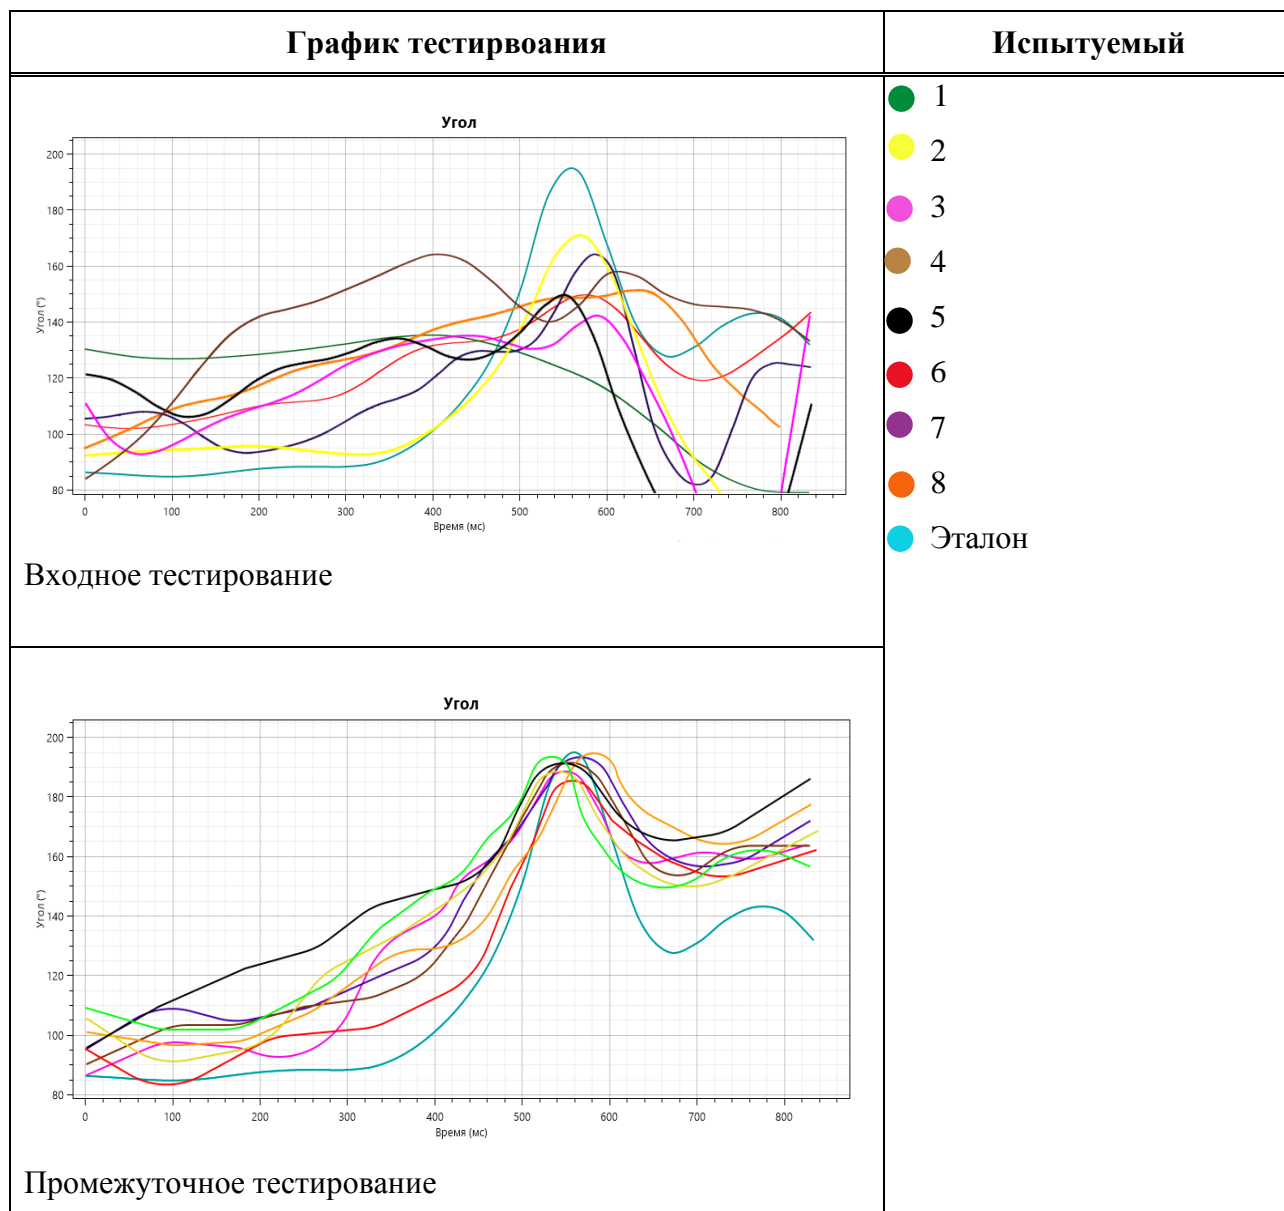 График тестирвоания
Испытуемый
Угол
200
180
160
140
120
100
80
Угол (°)
0 100 200 300 400 500 600 700 800
Время (мс)
Входное тестирование
1
2
3
4
5
6
7
8
Эталон
Угол
200
180
160
140
120
100
80
Угол (°)
0 100 200 300 400 500 600 700 800
Время (мс)
Промежуточное тестирование